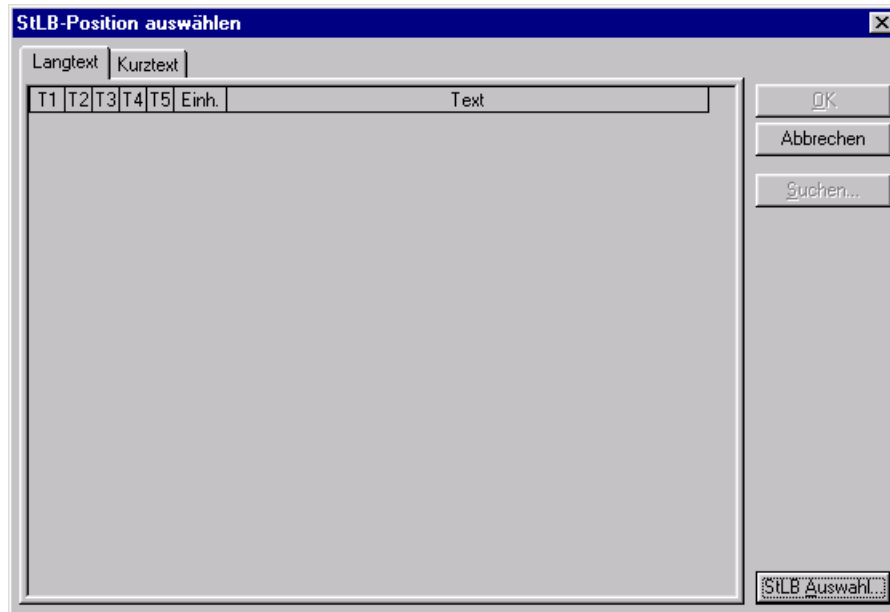 StLB-Position auswählen
Langtext Kurztext
T1 T2 T3 T4 T5 Einh. Text
OK
Abbrechen
Suchen...
StLB Auswahl...